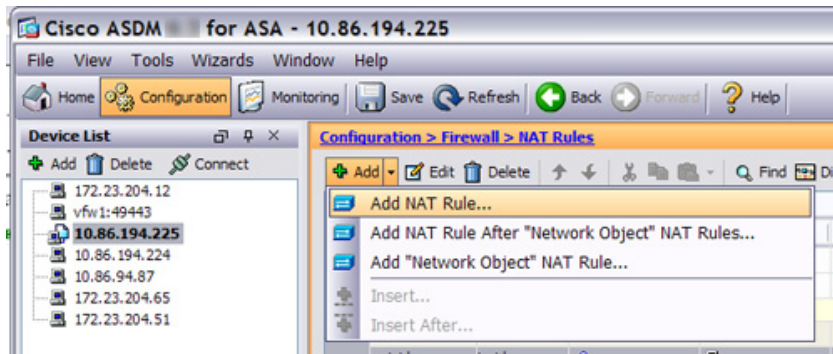 Cisco ASDM for ASA - 10.86.194.225
File View Tools Wizards Window Help
Home Configuration Monitoring Save Refresh Back Forward Help
Device List
Add Delete Connect
172.23.204.12
vfw1:49443
10.86.194.225
10.86.194.224
10.86.94.87
172.23.204.65
172.23.204.51
Configuration > Firewall > NAT Rules
Add Edit Delete Find Di
Add NAT Rule...
Add NAT Rule After "Network Object" NAT Rules...
Add "Network Object" NAT Rule...
Insert...
Insert After...